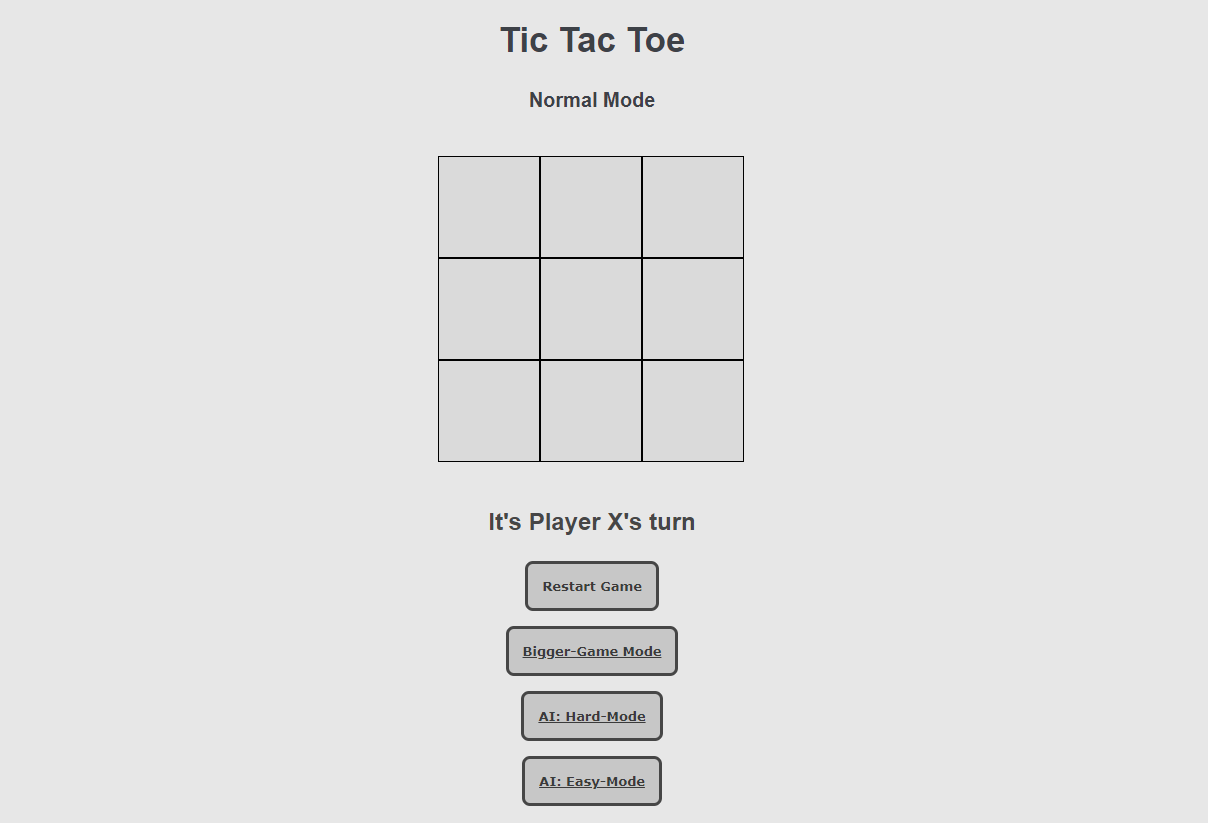 Tic Tac Toe
Normal Mode
It's Player X's turn
Restart Game
Bigger-Game Mode
AI: Hard-Mode
AI: Easy-Mode